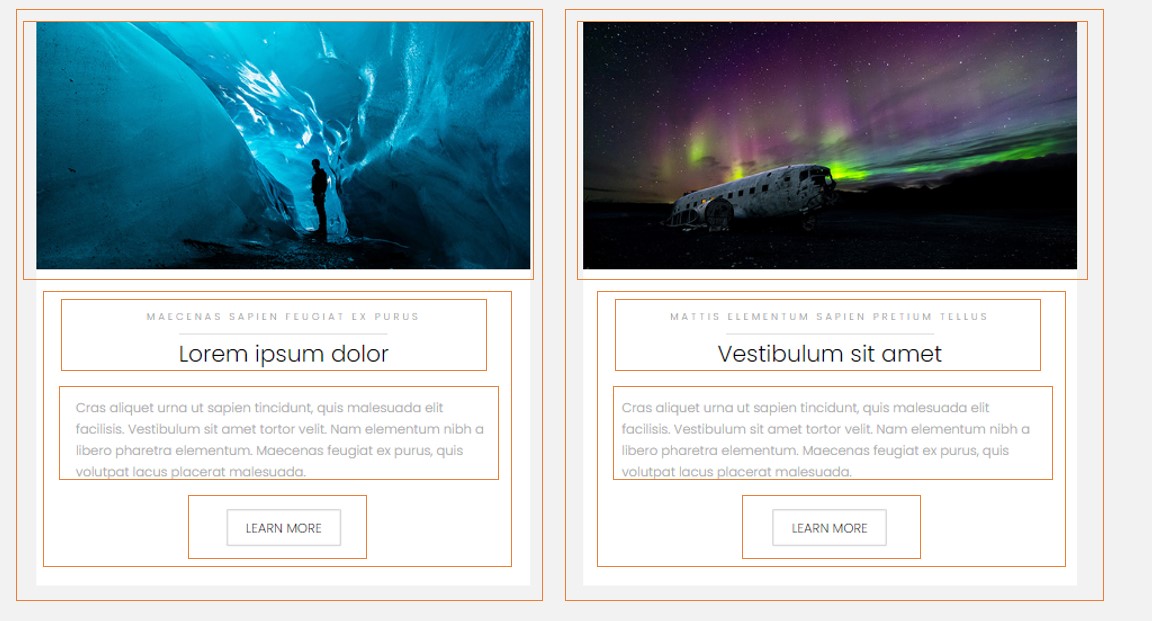 MAECENAS SAPIEN FEUGIAT EX PURUS
Lorem ipsum dolor
Cras aliquet urna ut sapien tincidunt, quis malesuada elit
facilisis. Vestibulum sit amet tortor velit. Nam elementum nibh a
libero pharetra elementum. Maecenas feugiat ex purus, quis
volutpat lacus placerat malesuada.
LEARN MORE
MATTIS ELEMENTUM SAPIEN PRETIUM TELLUS
Vestibulum sit amet
Cras aliquet urna ut sapien tincidunt, quis malesuada elit
facilisis. Vestibulum sit amet tortor velit. Nam elementum nibh a
libero pharetra elementum. Maecenas feugiat ex purus, quis
volutpat lacus placerat malesuada.
LEARN MORE